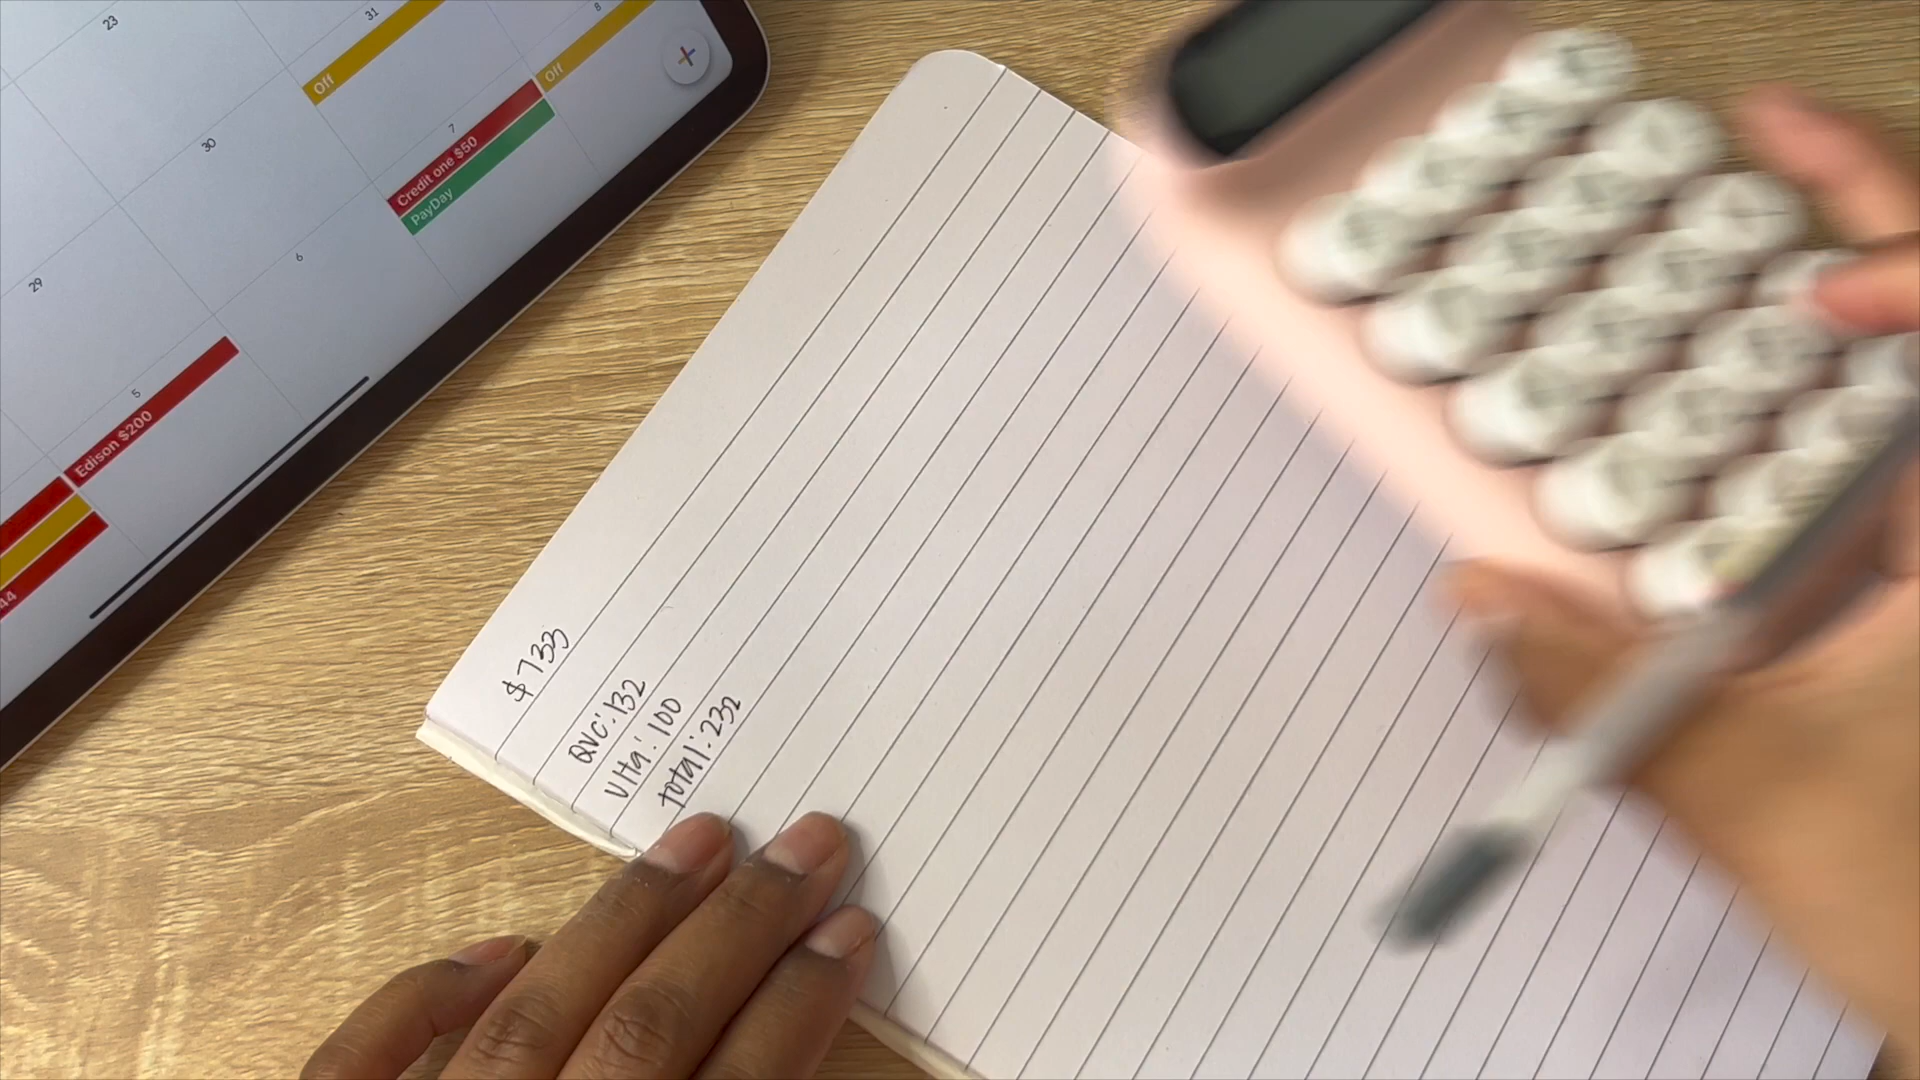 23
31
8
Off
Off
30
7
Credit one $50
PayDay
29
6
5
Edison $200
44
$733
QVC: 132
Ulta: 100
total: 232